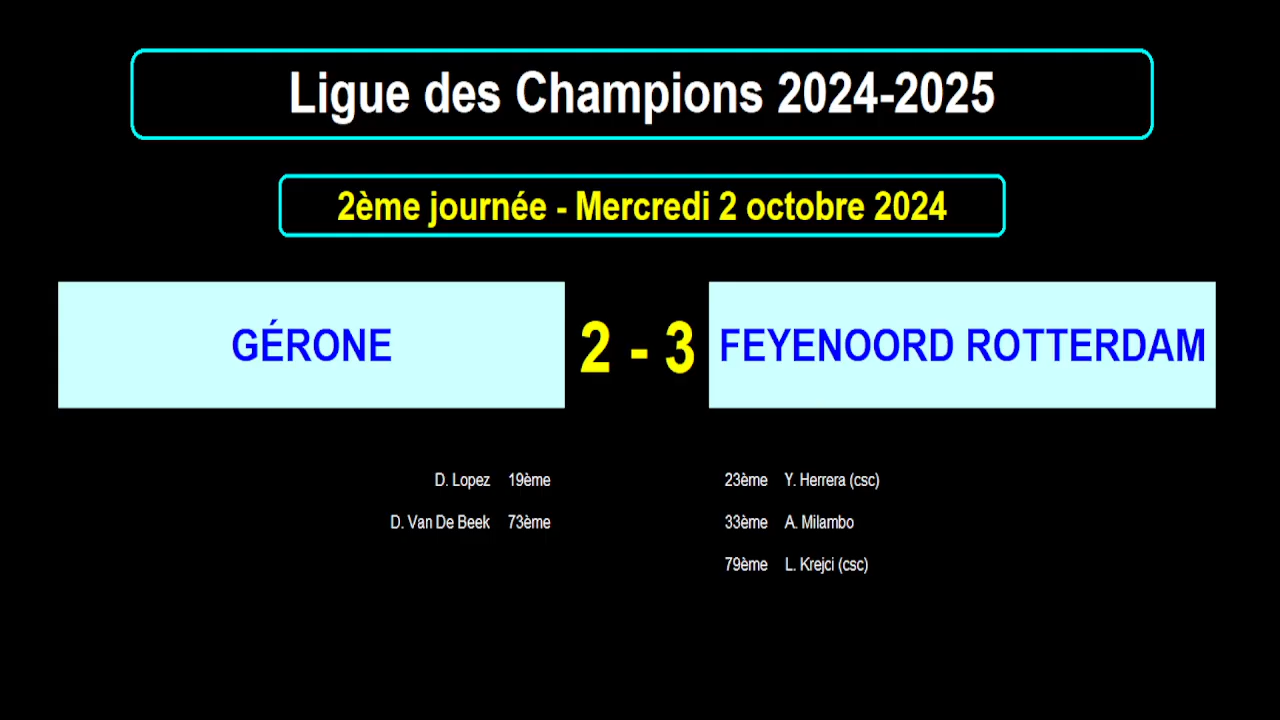 Ligue des Champions 2024-2025
2ème journée - Mercredi 2 octobre 2024
GÉRONE 2 - 3 FEYENOORD ROTTERDAM
D. Lopez 19ème 23ème Y. Herrera (csc)
D. Van De Beek 73ème 33ème A. Milambo
79ème L. Krejci (csc)